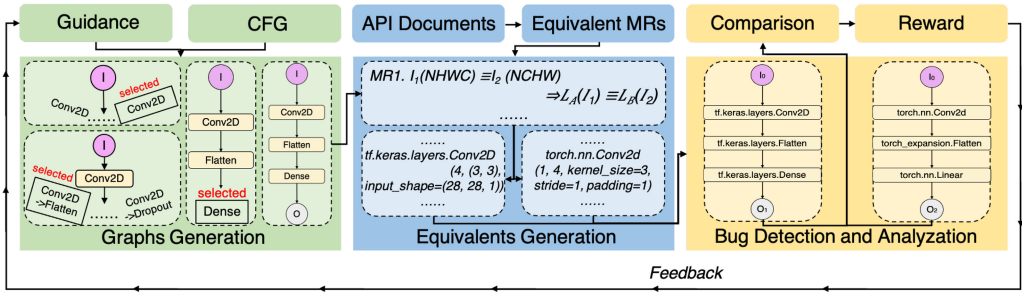 Guidance
CFG
API Documents
Equivalent MRs
Comparison
Reward
I
selected
Conv2D
Conv2D
......
I
selected
Conv2D
Conv2D
->Flatten
......
Conv2D
->Dropout
I
selected
Conv2D
Flatten
selected
Dense
I
Conv2D
Flatten
Dense
O
Graphs Generation
MR1. I1(NHWC) ≡I2 (NCHW)
⇒LA(I1) ≡LB(I2)
......
......
tf.keras.layers.Conv2D
(4, (3, 3),
input_shape=(28, 28, 1))
......
torch.nn.Conv2d
(1, 4, kernel_size=3,
stride=1, padding=1)
Equivalents Generation
I0
tf.keras.layers.Conv2D
tf.keras.layers.Flatten
tf.keras.layers.Dense
O1
I0
torch.nn.Conv2d
torch_expansion.Flatten
torch.nn.Linear
O2
Bug Detection and Analyzation
Feedback